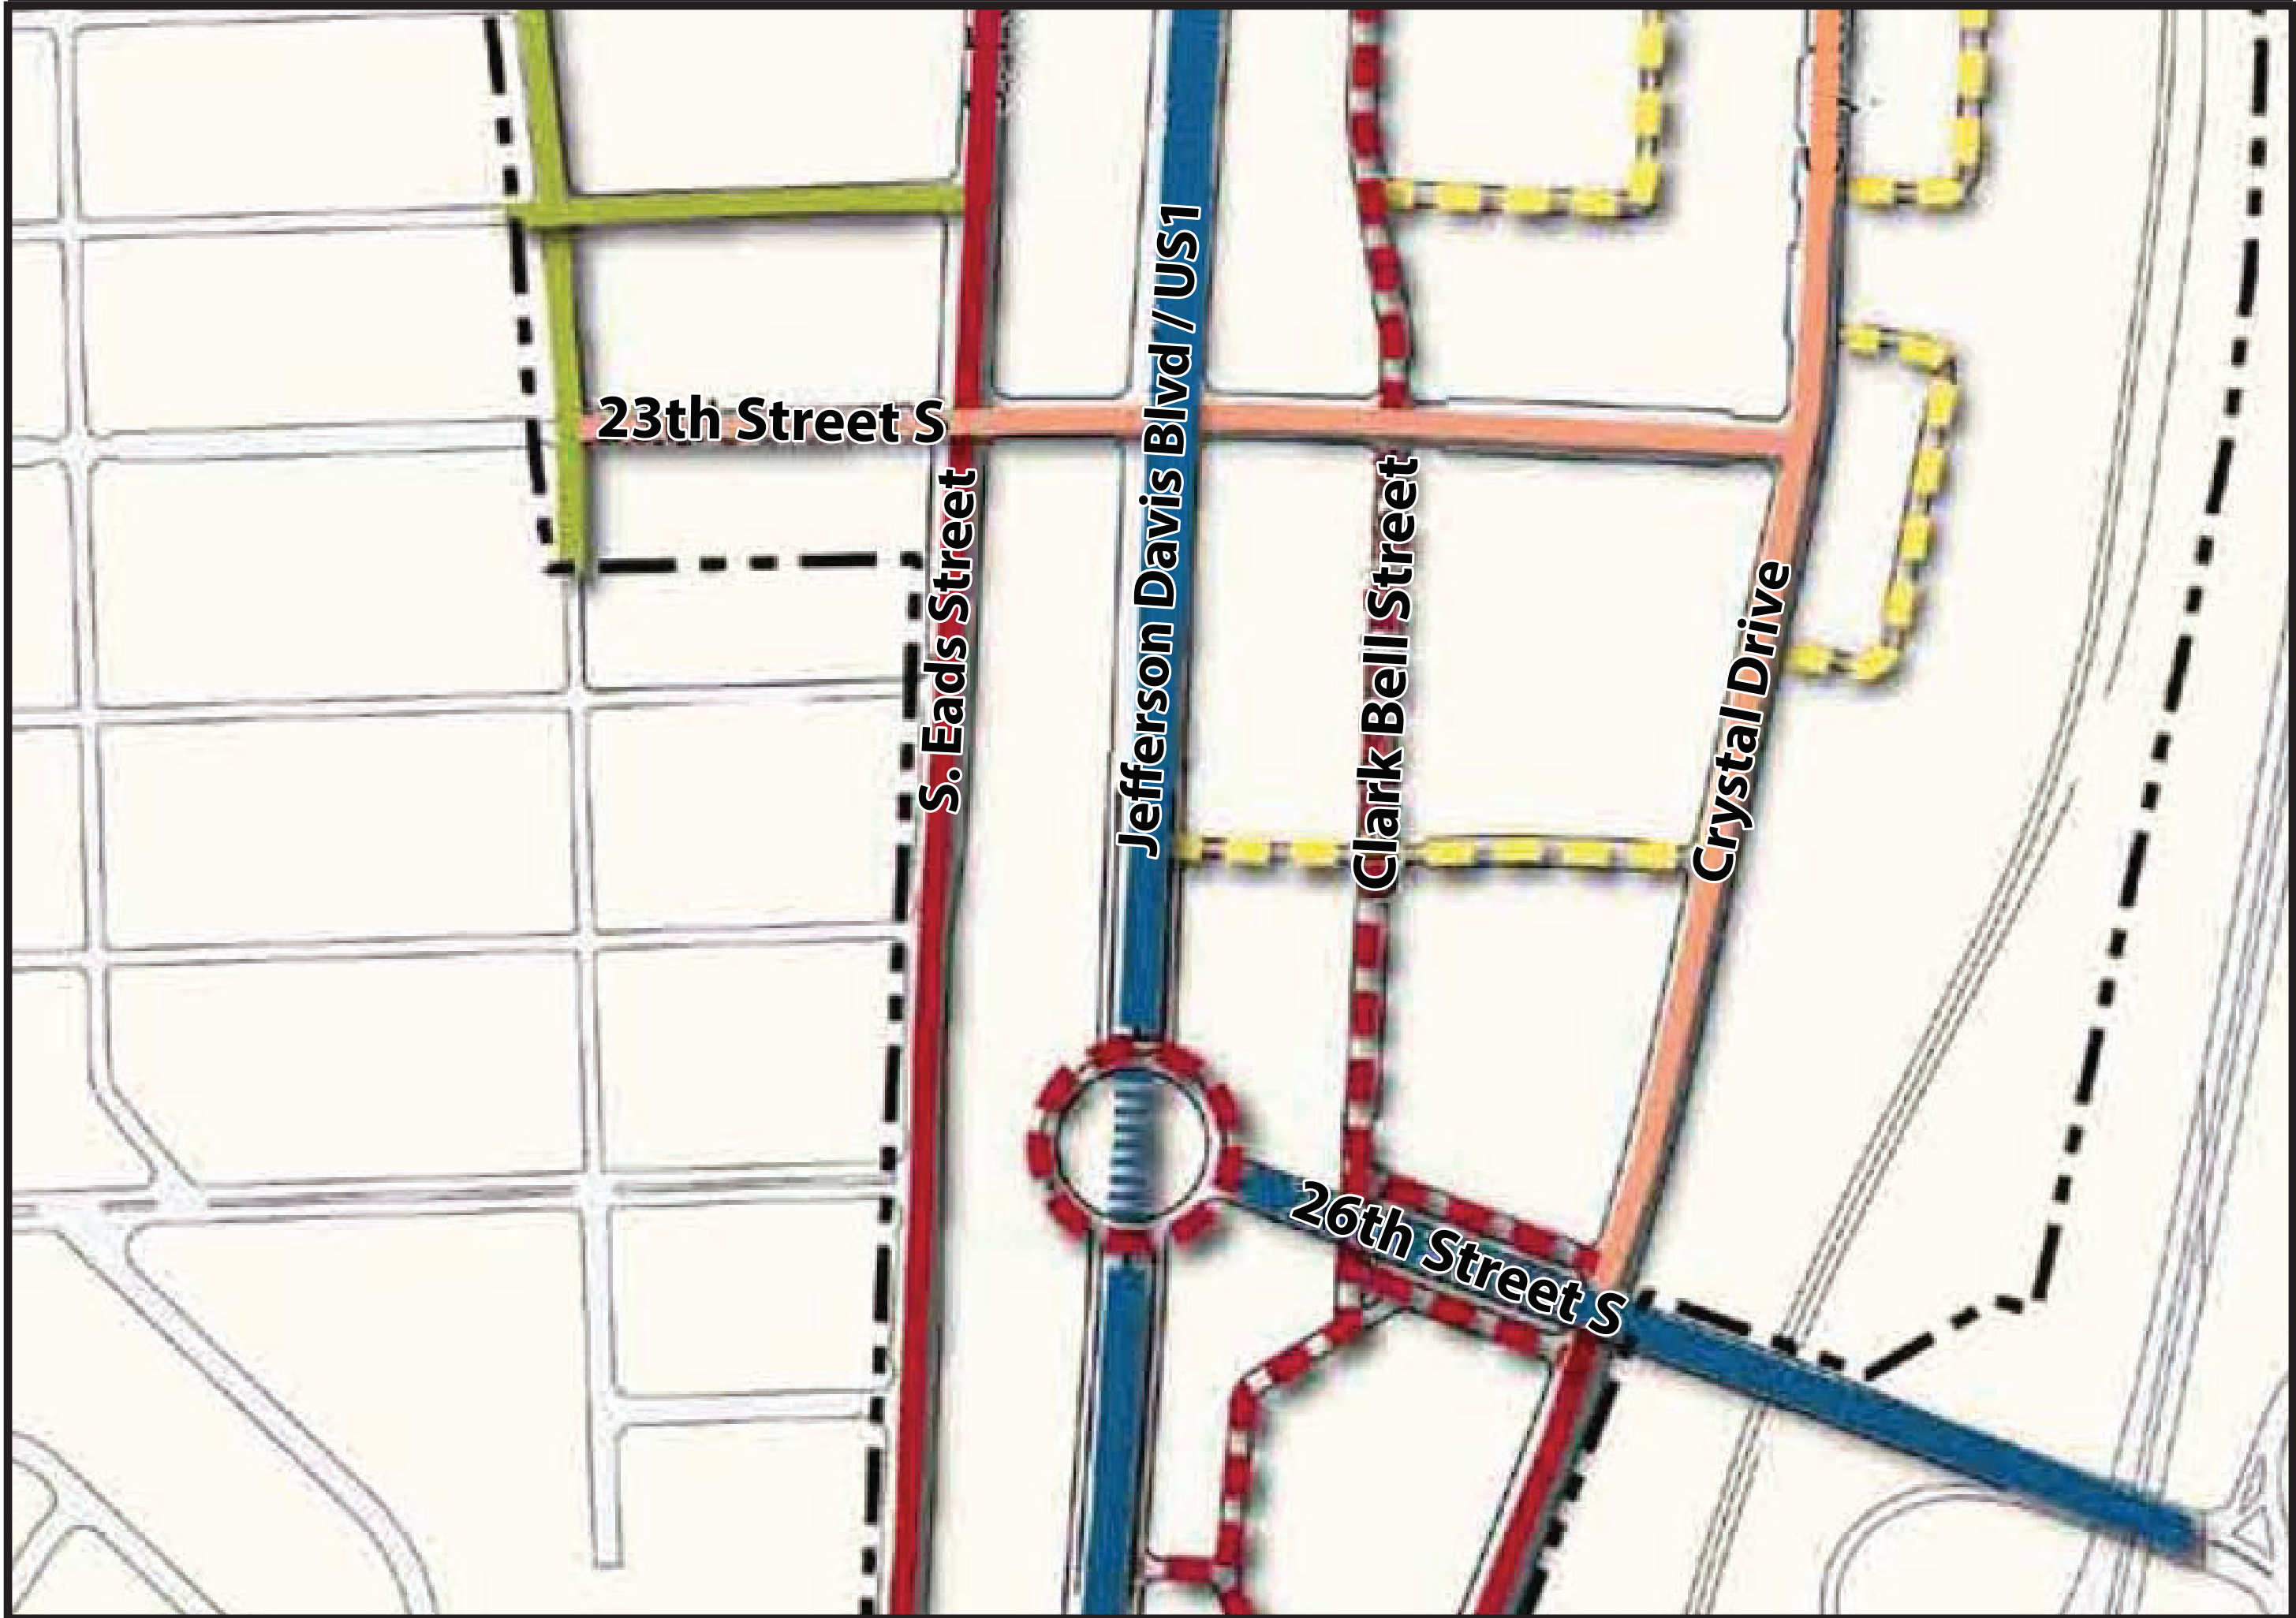 23th Street S
S. Eads Street
Jefferson Davis Blvd / US1
Clark Bell Street
Crystal Drive
26th Street S